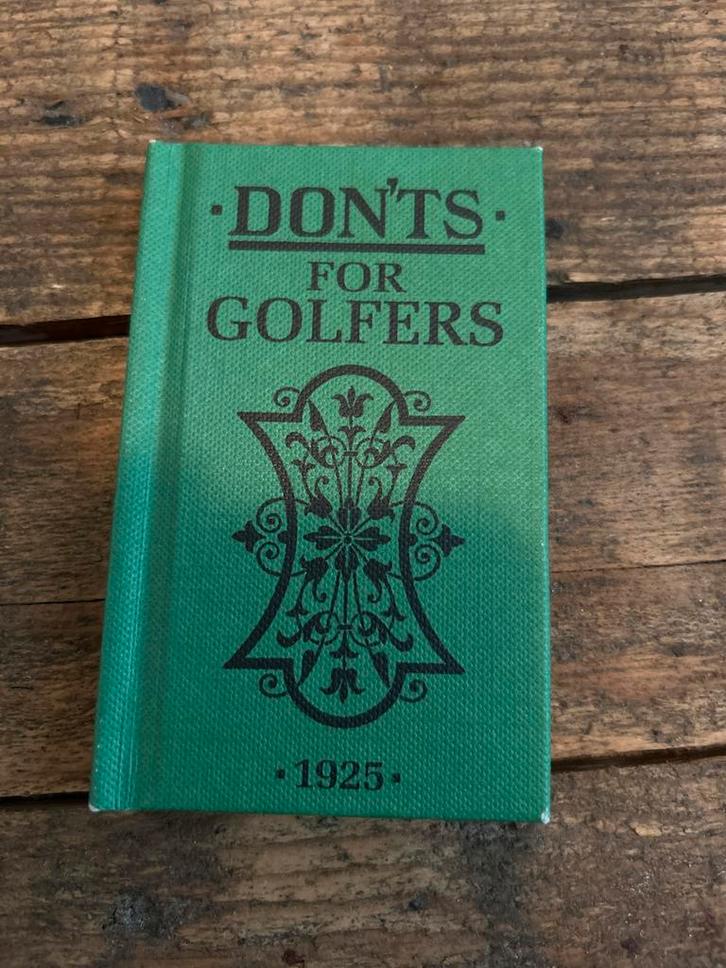 ·DON'TS·
FOR
GOLFERS
·1925·